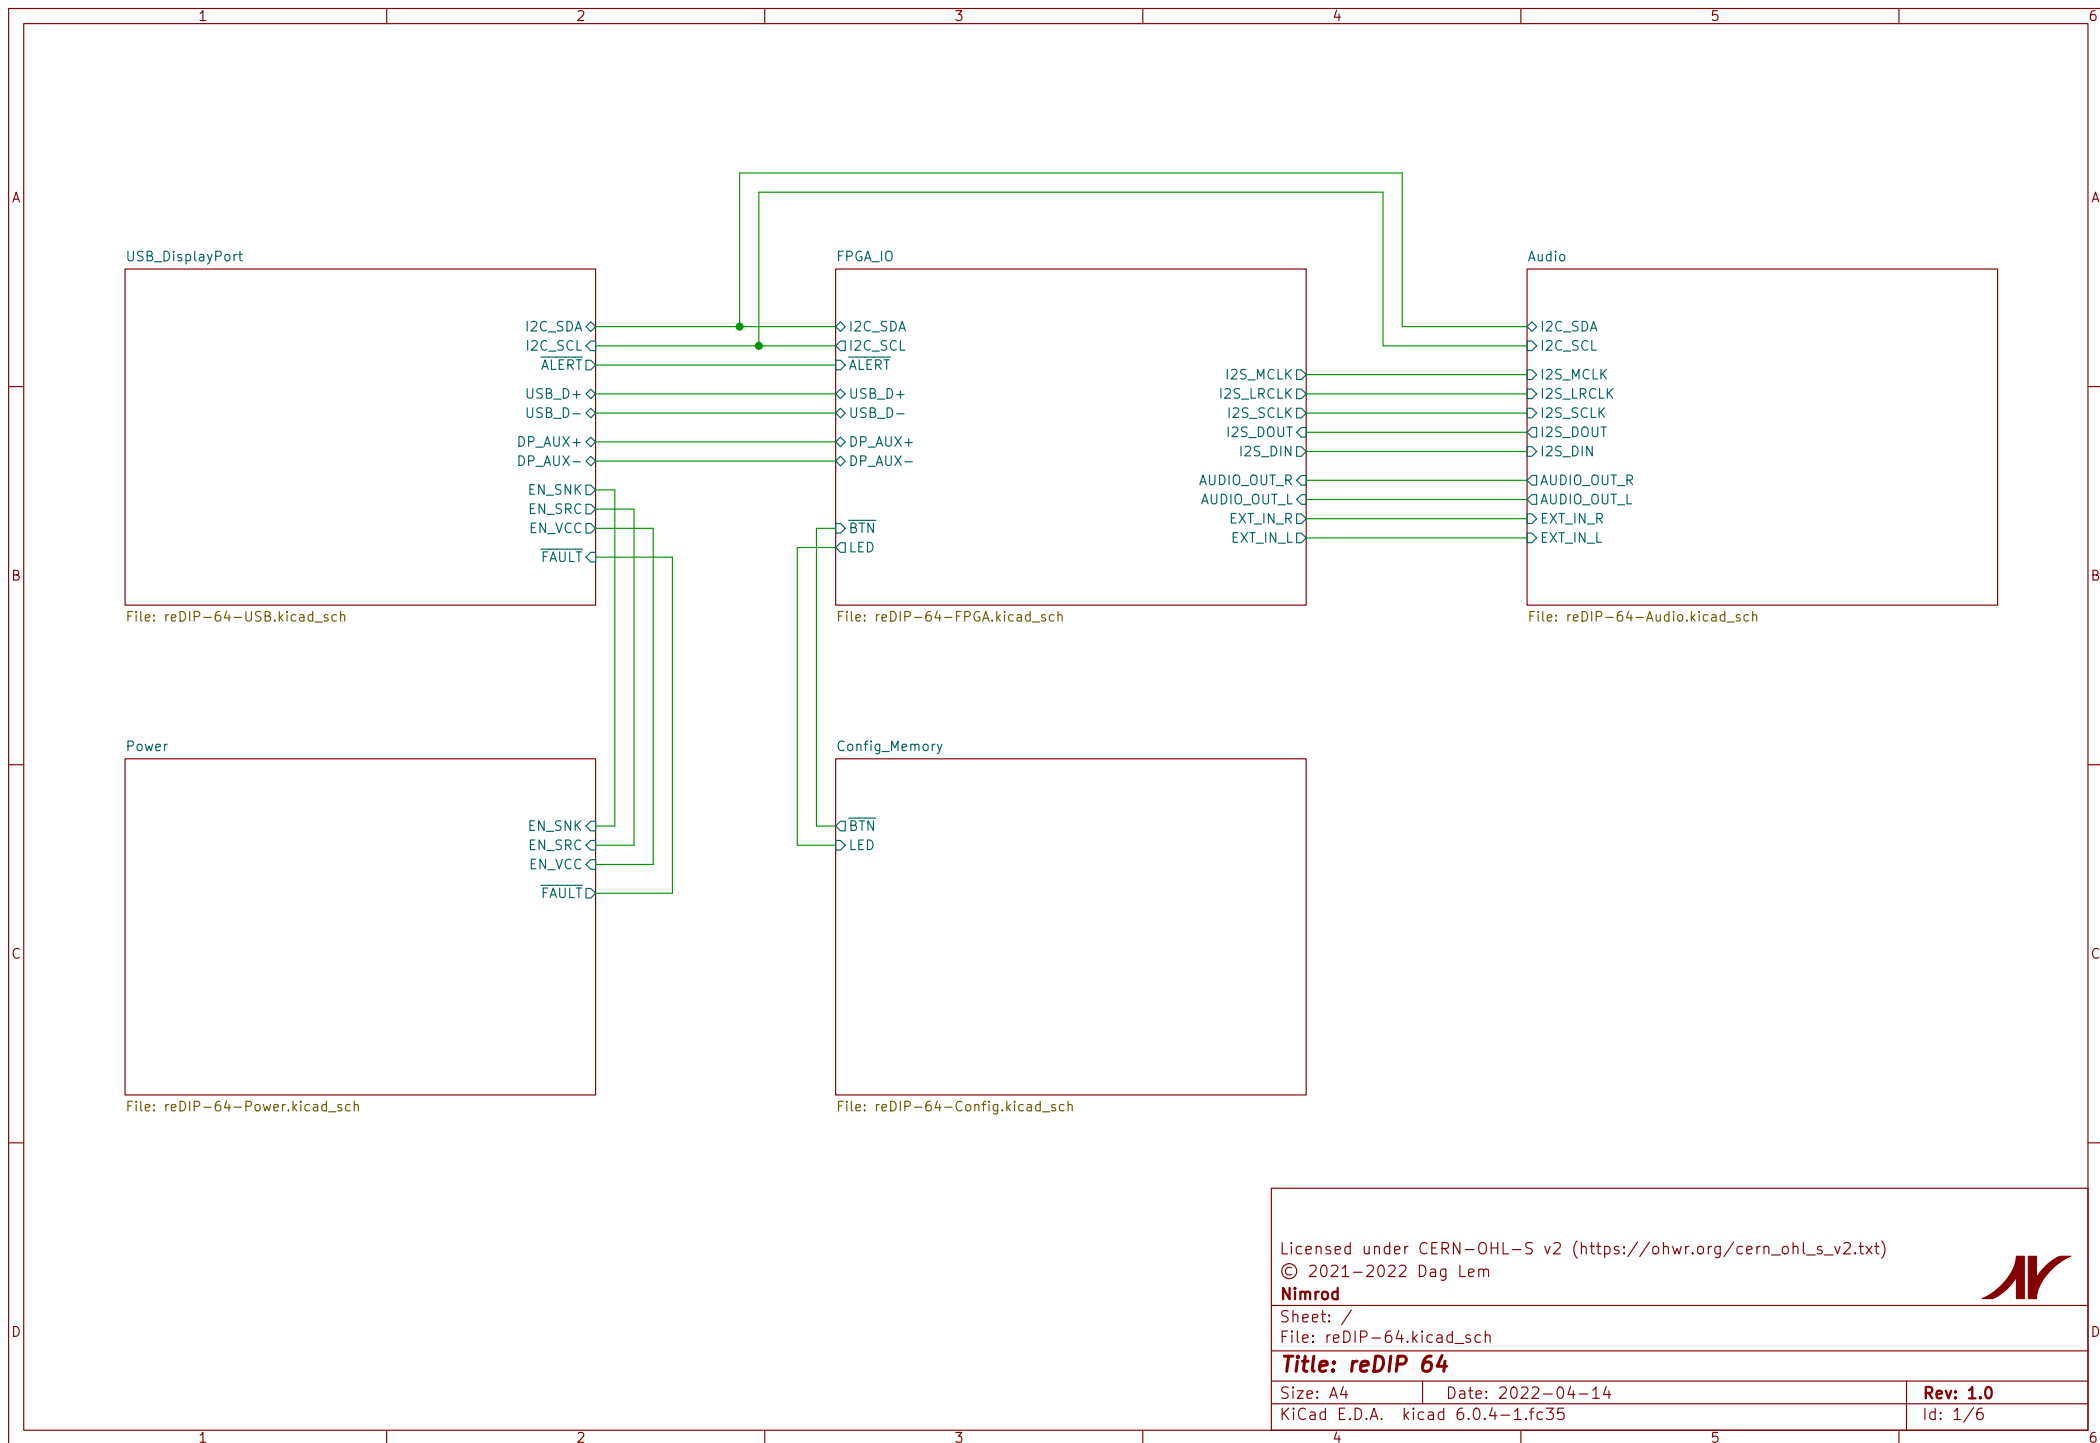 1 2 3 4 5 6
A A
USB_DisplayPort
I2C_SDA
I2C_SCL
ALERT
USB_D+
USB_D-
DP_AUX+
DP_AUX-
EN_SNK
EN_SRC
EN_VCC
FAULT
File: reDIP-64-USB.kicad_sch
FPGA_IO
I2C_SDA
I2C_SCL
ALERT
USB_D+
USB_D-
DP_AUX+
DP_AUX-
BTN
LED
I2S_MCLK
I2S_LRCLK
I2S_SCLK
I2S_DOUT
I2S_DIN
AUDIO_OUT_R
AUDIO_OUT_L
EXT_IN_R
EXT_IN_L
File: reDIP-64-FPGA.kicad_sch
Audio
I2C_SDA
I2C_SCL
I2S_MCLK
I2S_LRCLK
I2S_SCLK
I2S_DOUT
I2S_DIN
AUDIO_OUT_R
AUDIO_OUT_L
EXT_IN_R
EXT_IN_L
File: reDIP-64-Audio.kicad_sch
B B
Power
EN_SNK
EN_SRC
EN_VCC
FAULT
File: reDIP-64-Power.kicad_sch
Config_Memory
BTN
LED
File: reDIP-64-Config.kicad_sch
C C
Licensed under CERN-OHL-S v2 (https://ohwr.org/cern_ohl_s_v2.txt)
© 2021-2022 Dag Lem
Nimrod
Sheet: /
File: reDIP-64.kicad_sch
Title: reDIP 64
Size: A4 Date: 2022-04-14 Rev: 1.0
KiCad E.D.A. kicad 6.0.4-1.fc35 Id: 1/6
D D
1 2 3 4 5 6